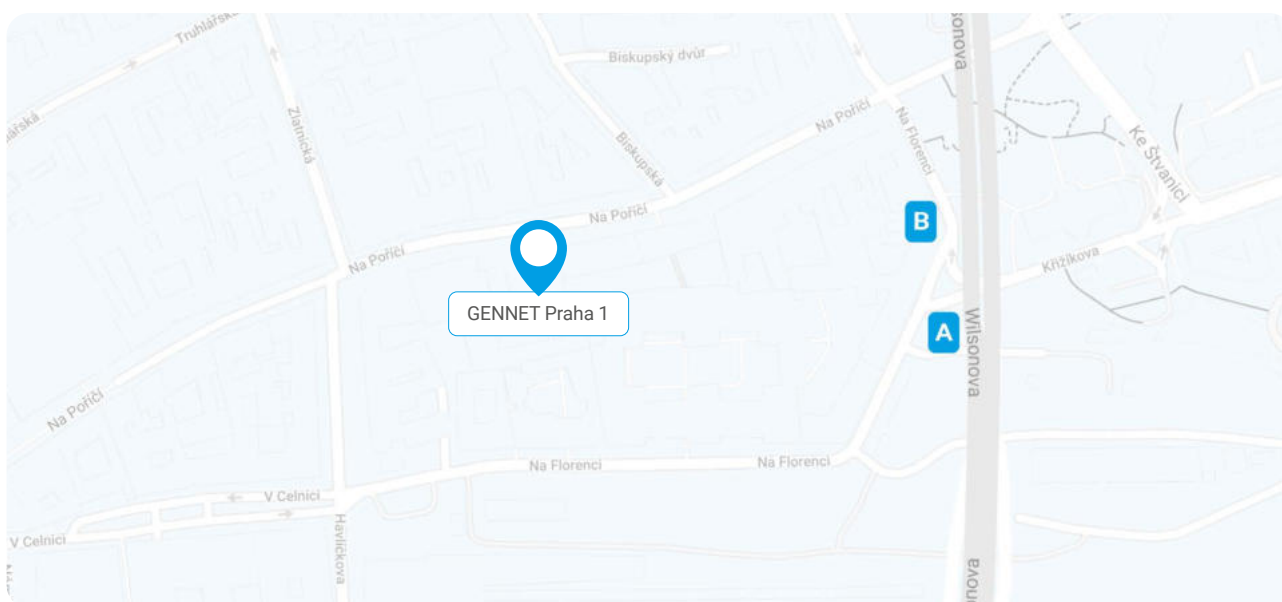 Truhlářská
sonova
Biskupský dvůr
Zlatnická
Na Poříčí
Na Florenci
Ke Štvanici
Biskupská
Na Poříčí
B
Na Poříčí
Křižíkova
GENNET Praha 1
A
Wilsonova
Na Poříčí
Na Florenci
Na Florenci
V Celnici
Havlíčkova
V Celnici